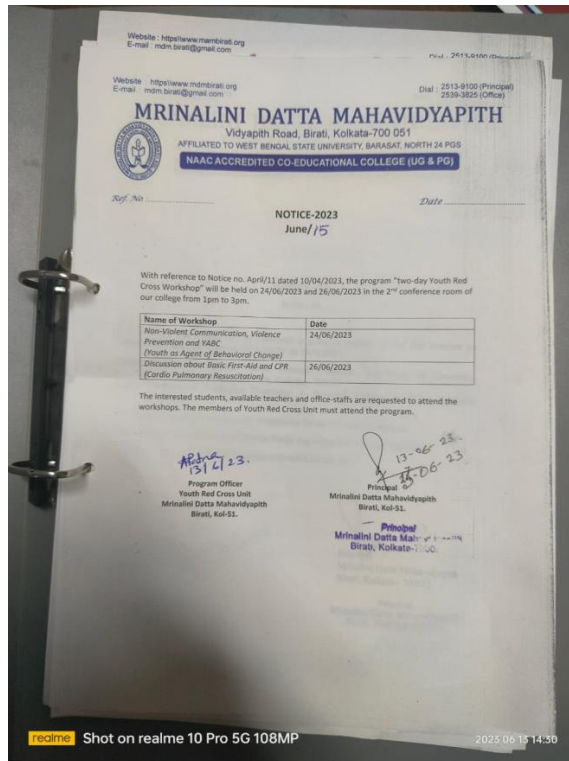 Website : https\\www.mambirati.org
E-mail : mdm.birati@gmail.com
Website : https\\www.mdmbirati.org
E-mail : mdm.birati@gmail.com
Dial : 2513-9100 (Principal)
2539-3825 (Office)
MRINALINI DATTA MAHAVIDYAPITH
Vidyapith Road, Birati, Kolkata-700 051
AFFILIATED TO WEST BENGAL STATE UNIVERSITY, BARASAT, NORTH 24 PGS
NAAC ACCREDITED CO-EDUCATIONAL COLLEGE (UG & PG)
Ref. No
Date
NOTICE-2023
June/15
With reference to Notice no. April/11 dated 10/04/2023, the program "two-day Youth Red
Cross Workshop" will be held on 24/06/2023 and 26/06/2023 in the 2nd conference room of
our college from 1pm to 3pm.
Name of Workshop Date
Non-Violent Communication, Violence 24/06/2023
Prevention and YABC
(Youth as Agent of Behavioral Change)
Discussion about Basic First-Aid and CPR 26/06/2023
(Cardio Pulmonary Resuscitation)
The interested students, available teachers and office-staffs are requested to attend the
workshops. The members of Youth Red Cross Unit must attend the program.
13/6/23.
13-06-23
13-06-23
Program Officer
Youth Red Cross Unit
Mrinalini Datta Mahavidyapith
Birati, Kol-51.
Principal
Mrinalini Datta Mahavidyapith
Birati, Kol-51.
Principal
Mrinalini Datta
Birati, Kolkata-
realme Shot on realme 10 Pro 5G 108MP
2023.06.13 14:30